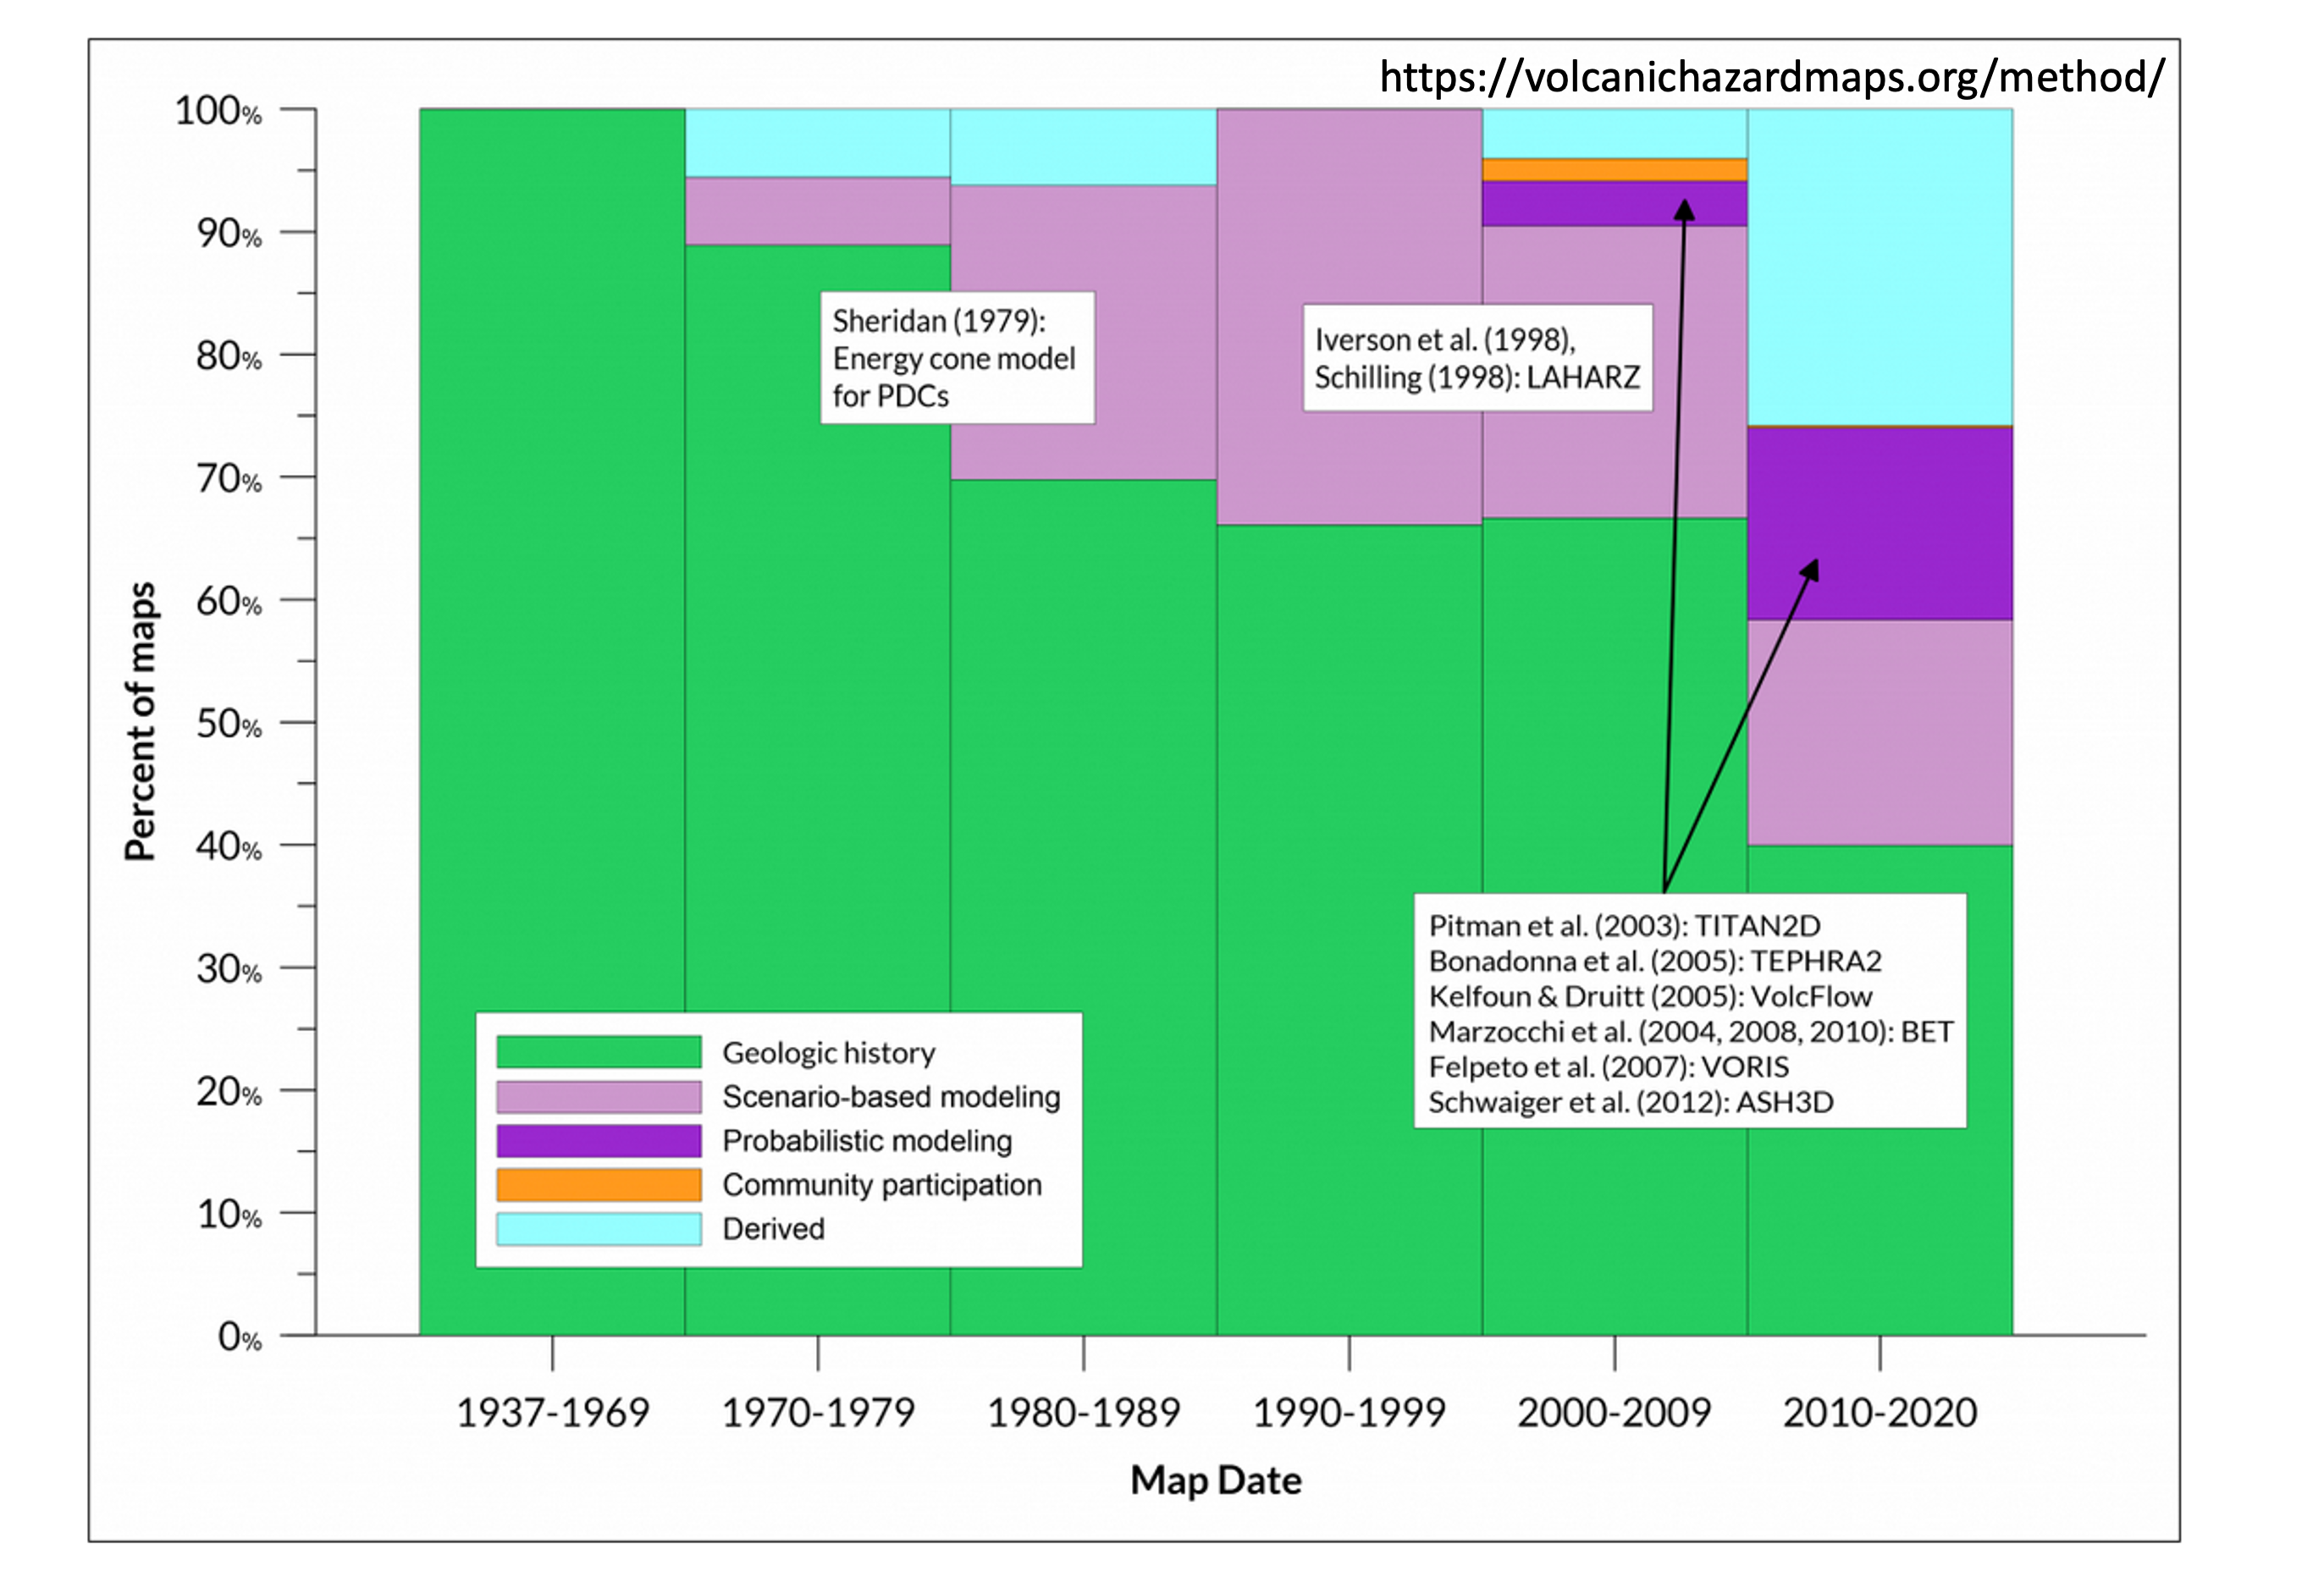 https://volcanichazardmaps.org/method/
100%
90%
80%
70%
60%
50%
40%
30%
20%
10%
0%
Percent of maps
Sheridan (1979):
Energy cone model
for PDCs
Iverson et al. (1998),
Schilling (1998): LAHARZ
Pitman et al. (2003): TITAN2D
Bonadonna et al. (2005): TEPHRA2
Kelfoun & Druitt (2005): VolcFlow
Marzocchi et al. (2004, 2008, 2010): BET
Felpeto et al. (2007): VORIS
Schwaiger et al. (2012): ASH3D
Geologic history
Scenario-based modeling
Probabilistic modeling
Community participation
Derived
1937-1969 1970-1979 1980-1989 1990-1999 2000-2009 2010-2020
Map Date